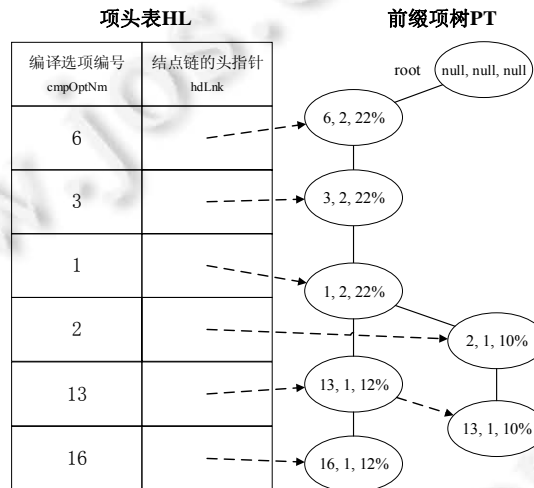 项头表HL
前缀项树PT
编译选项编号
cmpOptNm
结点链的头指针
hdLnk
root
null, null, null
6
6, 2, 22%
3
3, 2, 22%
1
1, 2, 22%
2
2, 1, 10%
13
13, 1, 12%
13, 1, 10%
16
16, 1, 12%